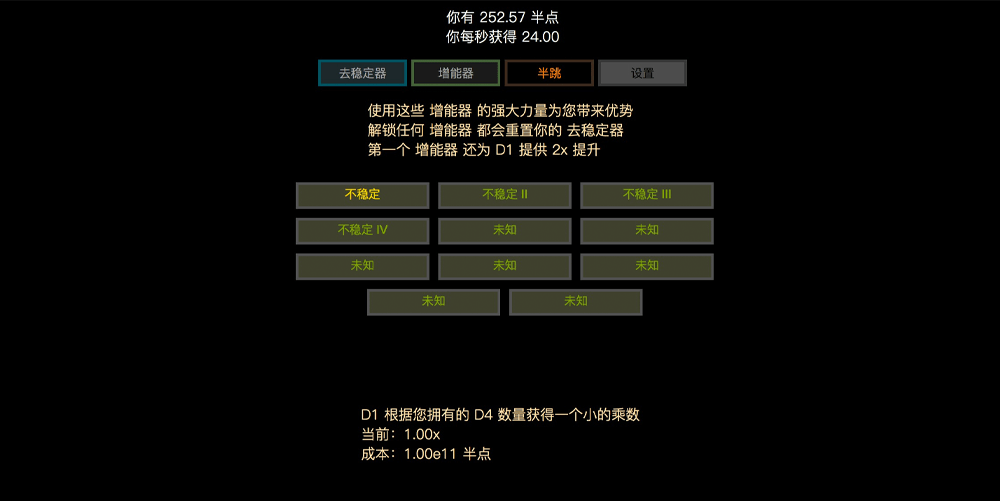 你有 252.57 半点
你每秒获得 24.00
去稳定器 增能器 半跳 设置
使用这些 增能器 的强大力量为您带来优势
解锁任何 增能器 都会重置你的 去稳定器
第一个 增能器 还为 D1 提供 2x 提升
不稳定 不稳定 II 不稳定 III
不稳定 IV 未知 未知
未知 未知 未知
未知 未知
D1 根据您拥有的 D4 数量获得一个小的乘数
当前：1.00x
成本：1.00e11 半点